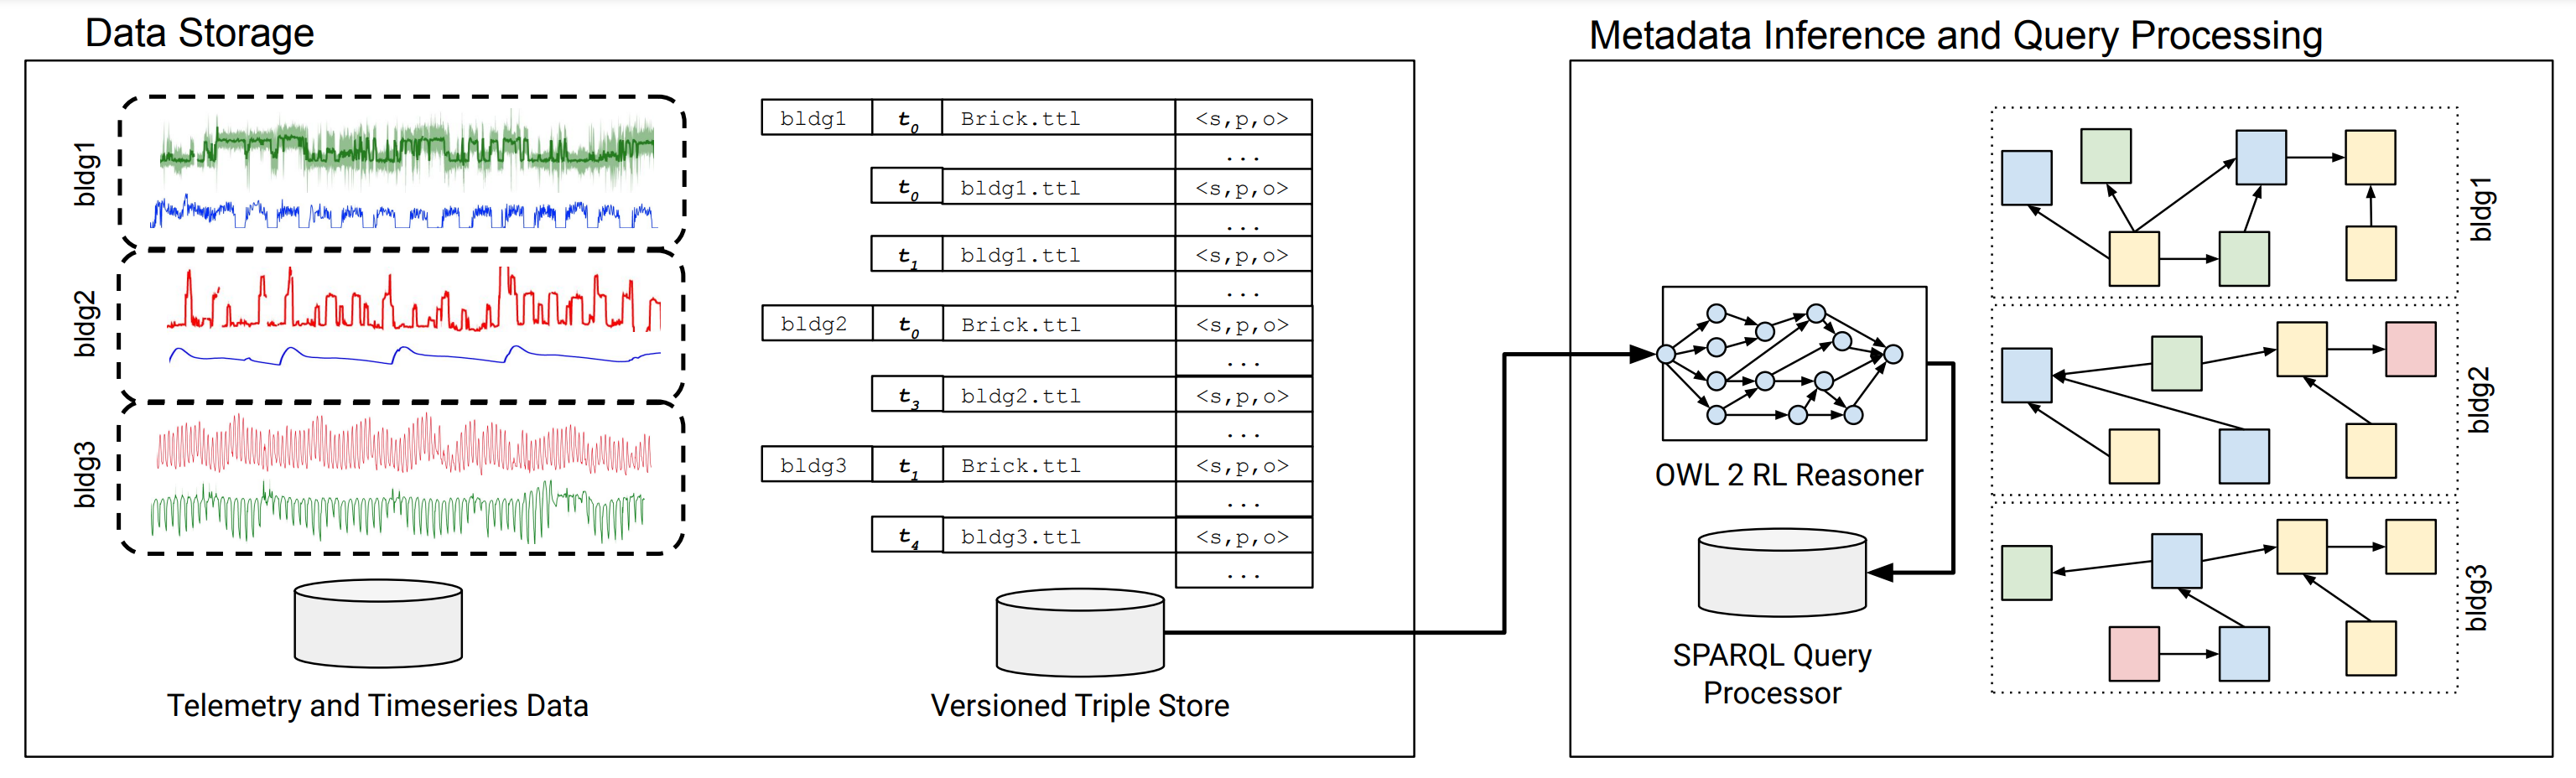 Data Storage
bldg1
bldg2
bldg3
Telemetry and Timeseries Data
bldg1 t0 Brick.ttl <s,p,o>
...
t0 bldg1.ttl <s,p,o>
...
t1 bldg1.ttl <s,p,o>
...
bldg2 t0 Brick.ttl <s,p,o>
...
t3 bldg2.ttl <s,p,o>
...
bldg3 t1 Brick.ttl <s,p,o>
...
t4 bldg3.ttl <s,p,o>
...
Versioned Triple Store
Metadata Inference and Query Processing
OWL 2 RL Reasoner
SPARQL Query
Processor
bldg1
bldg2
bldg3